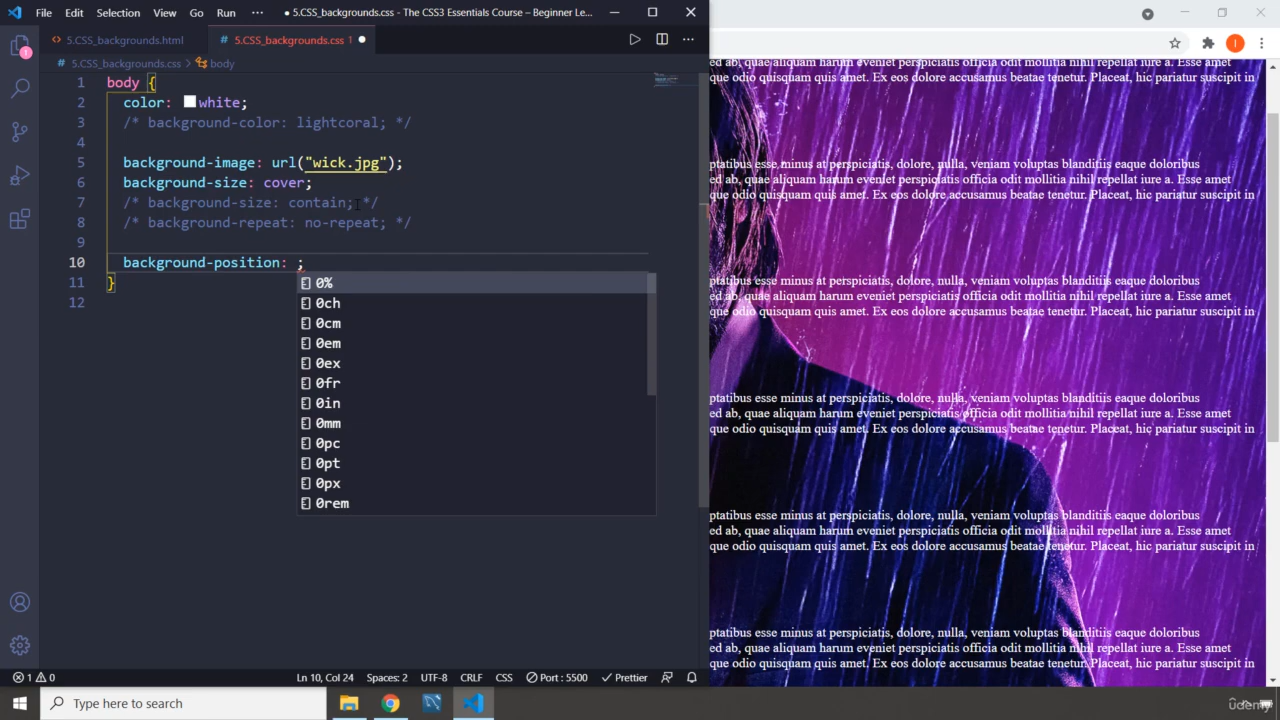 File Edit Selection View Go Run ··· ● 5.CSS_backgrounds.css - The CSS3 Essentials Course – Beginner Le...
<> 5.CSS_backgrounds.html # 5.CSS_backgrounds.css 1 ●
# 5.CSS_backgrounds.css > body
1 body {
2 color: white;
3 /* background-color: lightcoral; */
4
5 background-image: url("wick.jpg");
6 background-size: cover;
7 /* background-size: contain; */
8 /* background-repeat: no-repeat; */
9
10 background-position: ;
11 }
12
0%
0ch
0cm
0em
0ex
0fr
0in
0mm
0pc
0pt
0px
0rem
1 0 Ln 10, Col 24 Spaces: 2 UTF-8 CRLF CSS Port : 5500 Prettier
Type here to search
I
ed ab, quae aliquam harum eveniet perspiciatis officia odit mollitia nihil repellat iure a. Esse amet
que odio quisquam quis amet. Ex eos dolore accusamus beatae tenetur. Placeat, hic pariatur suscipit in
ptatibus esse minus at perspiciatis, dolore, nulla, veniam voluptas blanditiis eaque doloribus
ed ab, quae aliquam harum eveniet perspiciatis officia odit mollitia nihil repellat iure a. Esse amet
que odio quisquam quis amet. Ex eos dolore accusamus beatae tenetur. Placeat, hic pariatur suscipit in
ptatibus esse minus at perspiciatis, dolore, nulla, veniam voluptas blanditiis eaque doloribus
ed ab, quae aliquam harum eveniet perspiciatis officia odit mollitia nihil repellat iure a. Esse amet
que odio quisquam quis amet. Ex eos dolore accusamus beatae tenetur. Placeat, hic pariatur suscipit in
ptatibus esse minus at perspiciatis, dolore, nulla, veniam voluptas blanditiis eaque doloribus
ed ab, quae aliquam harum eveniet perspiciatis officia odit mollitia nihil repellat iure a. Esse amet
que odio quisquam quis amet. Ex eos dolore accusamus beatae tenetur. Placeat, hic pariatur suscipit in
ptatibus esse minus at perspiciatis, dolore, nulla, veniam voluptas blanditiis eaque doloribus
ed ab, quae aliquam harum eveniet perspiciatis officia odit mollitia nihil repellat iure a. Esse amet
que odio quisquam quis amet. Ex eos dolore accusamus beatae tenetur. Placeat, hic pariatur suscipit in
ptatibus esse minus at perspiciatis, dolore, nulla, veniam voluptas blanditiis eaque doloribus
ed ab, quae aliquam harum eveniet perspiciatis officia odit mollitia nihil repellat iure a. Esse amet
que odio quisquam quis amet. Ex eos dolore accusamus beatae tenetur. Placeat, hic pariatur suscipit in
udemy